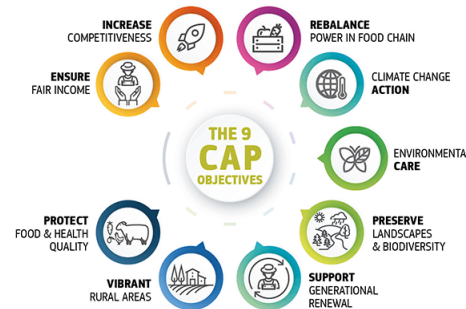 INCREASE
COMPETITIVENESS
REBALANCE
POWER IN FOOD CHAIN
ENSURE
FAIR INCOME
CLIMATE CHANGE
ACTION
THE 9
CAP
OBJECTIVES
ENVIRONMENTA
CARE
PROTECT
FOOD & HEALTH
QUALITY
PRESERVE
LANDSCAPES
& BIODIVERSITY
VIBRANT
RURAL AREAS
SUPPORT
GENERATIONAL
RENEWAL